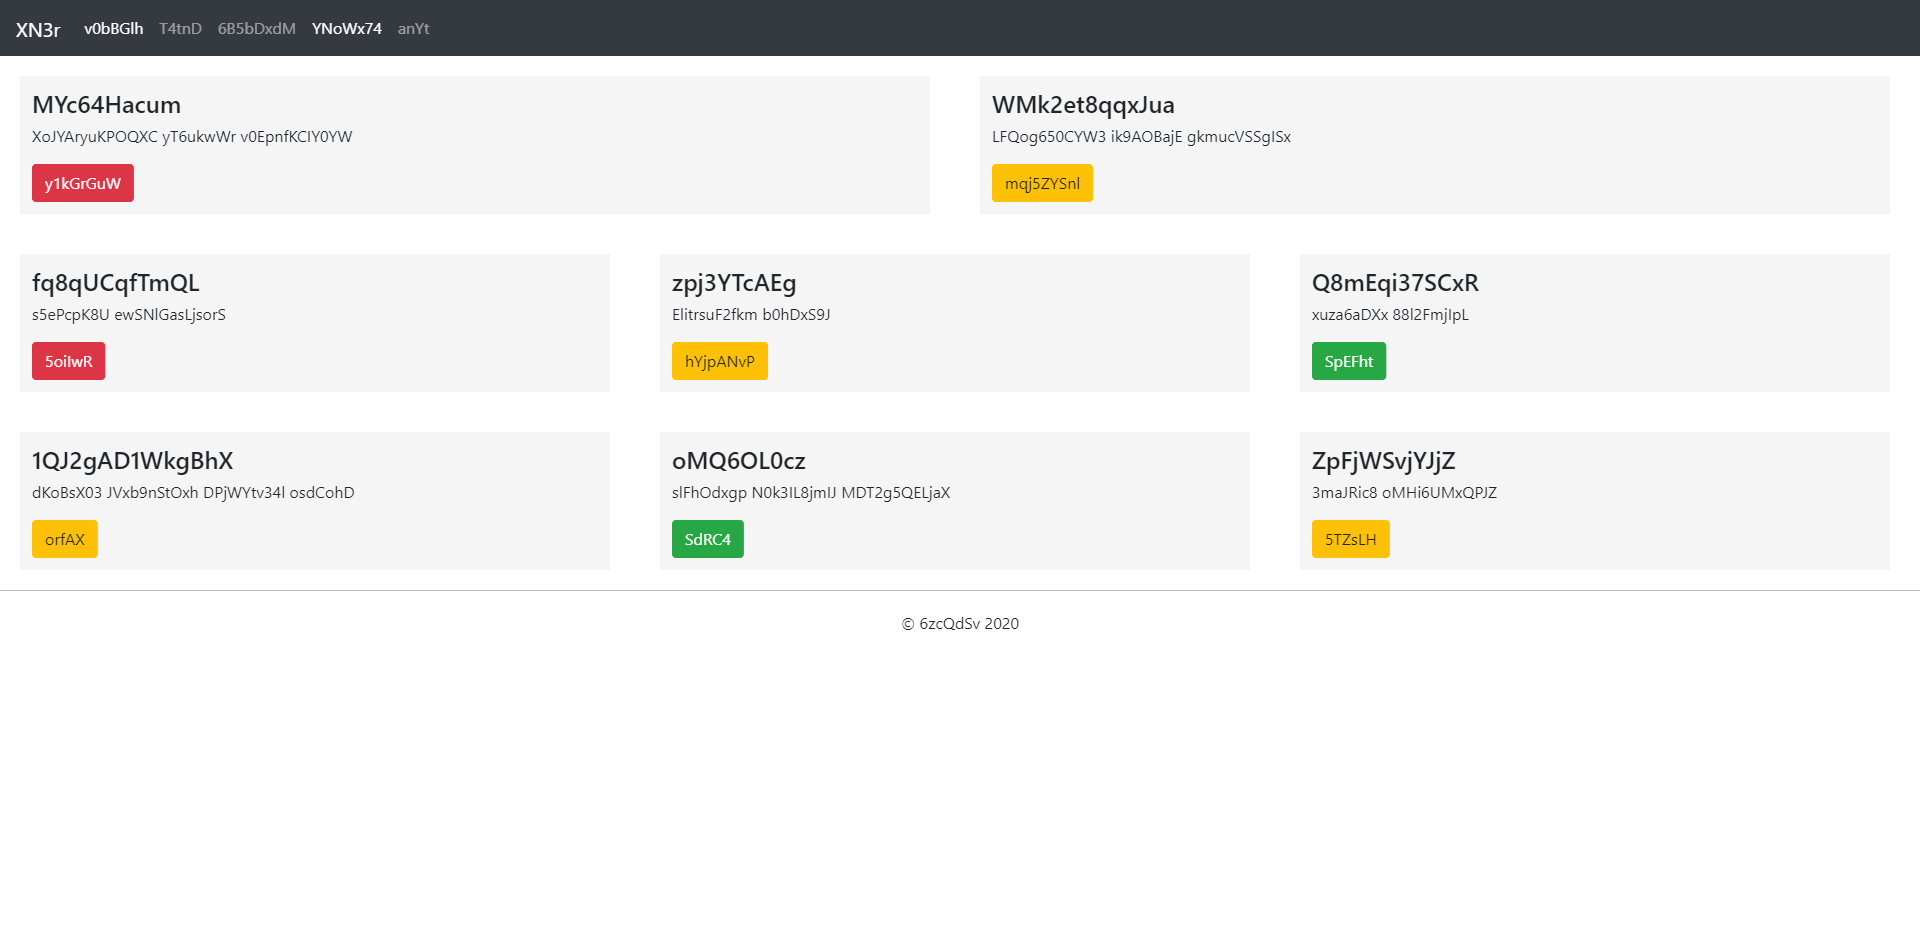 XN3r v0bBGlh T4tnD 6B5bDxdM YNoWx74 anYt
MYc64Hacum
XoJYAryuKPOQXC yT6ukwWr v0EpnfKCIY0YW
y1kGrGuW
WMk2et8qqxJua
LFQog650CYW3 ik9AOBajE gkmucVSSgISx
mqj5ZYSnl
fq8qUCqfTmQL
s5ePcpK8U ewSNlGasLjsorS
5oiIwR
zpj3YTcAEg
ElitrsuF2fkm b0hDxS9J
hYjpANvP
Q8mEqi37SCxR
xuza6aDXx 88l2FmjIpL
SpEFht
1QJ2gAD1WkgBhX
dKoBsX03 JVxb9nStOxh DPjWYtv34l osdCohD
orfAX
oMQ6OL0cz
slFhOdxgp N0k3IL8jmIJ MDT2g5QELjaX
SdRC4
ZpFjWSvjYJjZ
3maJRic8 oMHi6UMxQPJZ
5TZsLH
© 6zcQdSv 2020